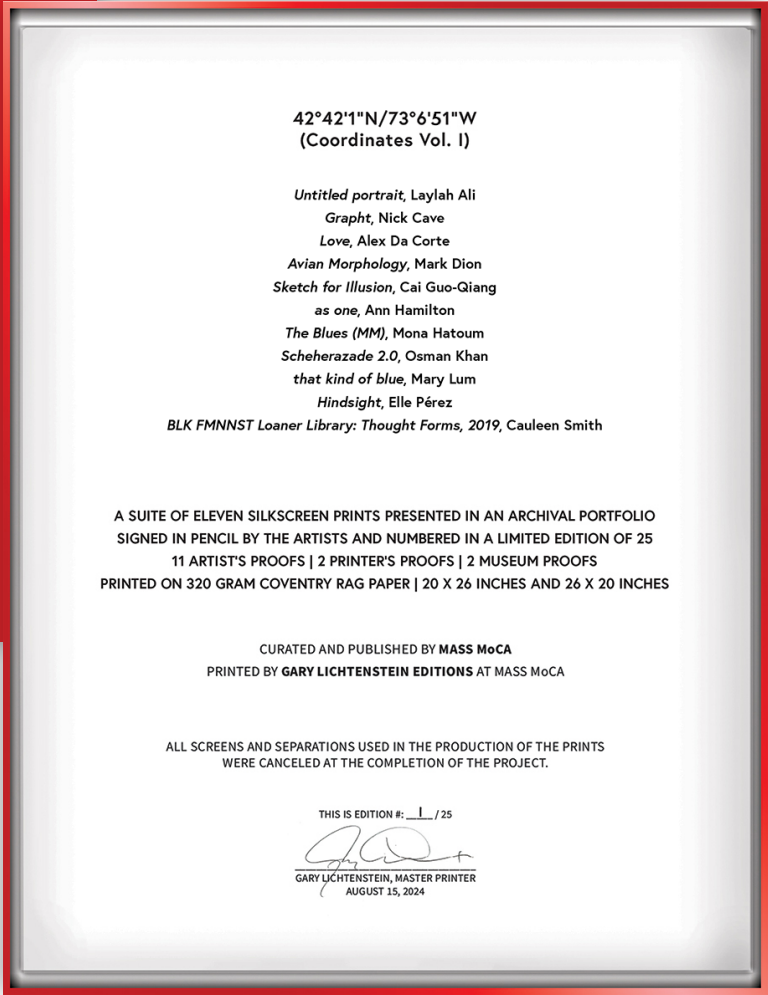 42°42'1"N/73°6'51"W
(Coordinates Vol. I)
Untitled portrait, Laylah Ali
Grapht, Nick Cave
Love, Alex Da Corte
Avian Morphology, Mark Dion
Sketch for Illusion, Cai Guo-Qiang
as one, Ann Hamilton
The Blues (MM), Mona Hatoum
Scheherazade 2.0, Osman Khan
that kind of blue, Mary Lum
Hindsight, Elle Pérez
BLK FMNNST Loaner Library: Thought Forms, 2019, Cauleen Smith
A SUITE OF ELEVEN SILKSCREEN PRINTS PRESENTED IN AN ARCHIVAL PORTFOLIO
SIGNED IN PENCIL BY THE ARTISTS AND NUMBERED IN A LIMITED EDITION OF 25
11 ARTIST'S PROOFS | 2 PRINTER'S PROOFS | 2 MUSEUM PROOFS
PRINTED ON 320 GRAM COVENTRY RAG PAPER | 20 X 26 INCHES AND 26 X 20 INCHES
CURATED AND PUBLISHED BY MASS MoCA
PRINTED BY GARY LICHTENSTEIN EDITIONS AT MASS MoCA
ALL SCREENS AND SEPARATIONS USED IN THE PRODUCTION OF THE PRINTS
WERE CANCELED AT THE COMPLETION OF THE PROJECT.
THIS IS EDITION #: 1 / 25
GARY LICHTENSTEIN, MASTER PRINTER
AUGUST 15, 2024